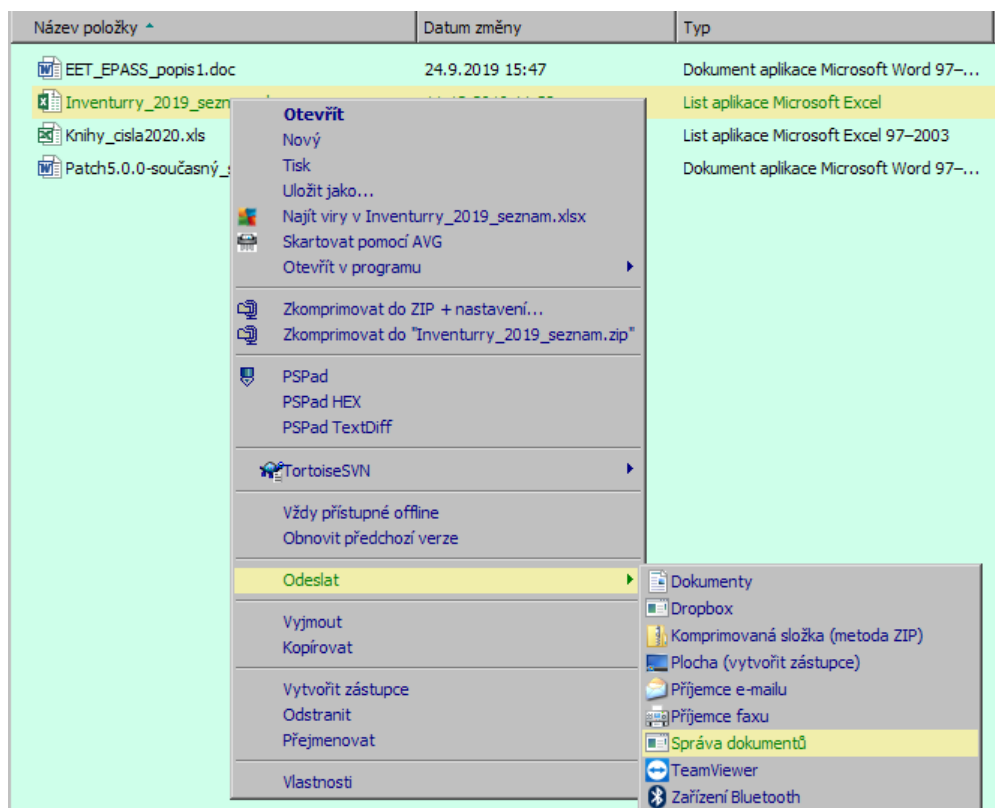 Název položky Datum změny Typ
EET_EPASS_popis1.doc 24.9.2019 15:47 Dokument aplikace Microsoft Word 97–...
Inventurry_2019_sezn List aplikace Microsoft Excel
Knihy_cisla2020.xls List aplikace Microsoft Excel 97–2003
Patch5.0.0-současný_ Dokument aplikace Microsoft Word 97–...
Otevřít
Nový
Tisk
Uložit jako...
Najít viry v Inventurry_2019_seznam.xlsx
Skartovat pomocí AVG
Otevřít v programu
Zkomprimovat do ZIP + nastavení...
Zkomprimovat do "Inventurry_2019_seznam.zip"
PSPad
PSPad HEX
PSPad TextDiff
TortoiseSVN
Vždy přístupné offline
Obnovit předchozí verze
Odeslat
Vyjmout
Kopírovat
Vytvořit zástupce
Odstranit
Přejmenovat
Vlastnosti
Dokumenty
Dropbox
Komprimovaná složka (metoda ZIP)
Plocha (vytvořit zástupce)
Příjemce e-mailu
Příjemce faxu
Správa dokumentů
TeamViewer
Zařízení Bluetooth